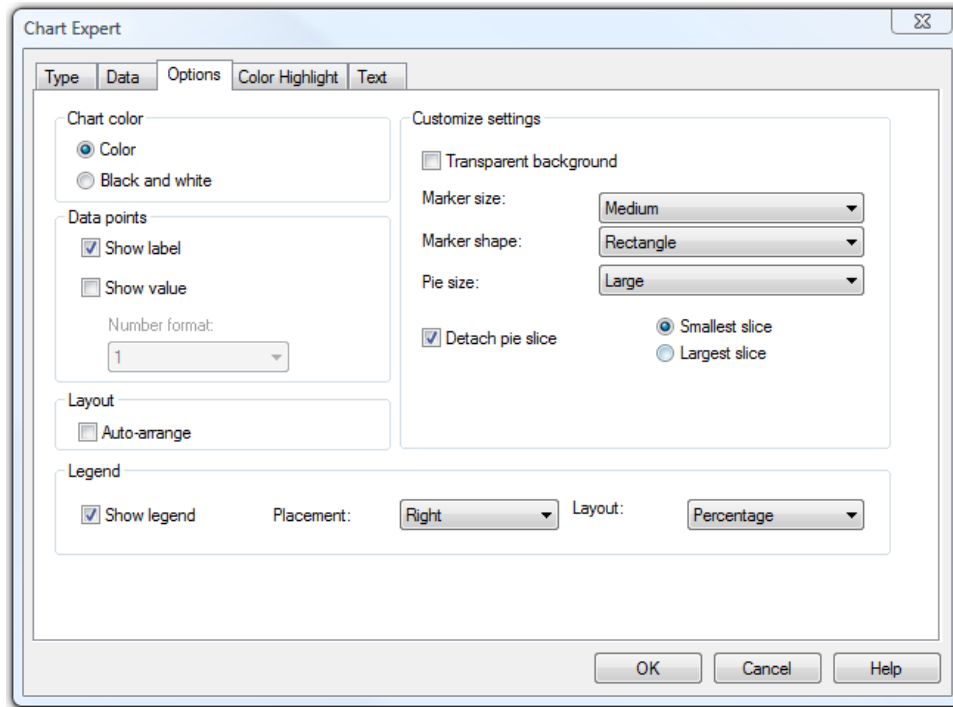 Chart Expert
Type Data Options Color Highlight Text
Chart color
Color
Black and white
Data points
Show label
Show value
Number format:
1
Layout
Auto-arrange
Customize settings
Transparent background
Marker size: Medium
Marker shape: Rectangle
Pie size: Large
Detach pie slice
Smallest slice
Largest slice
Legend
Show legend Placement: Right Layout: Percentage
OK Cancel Help